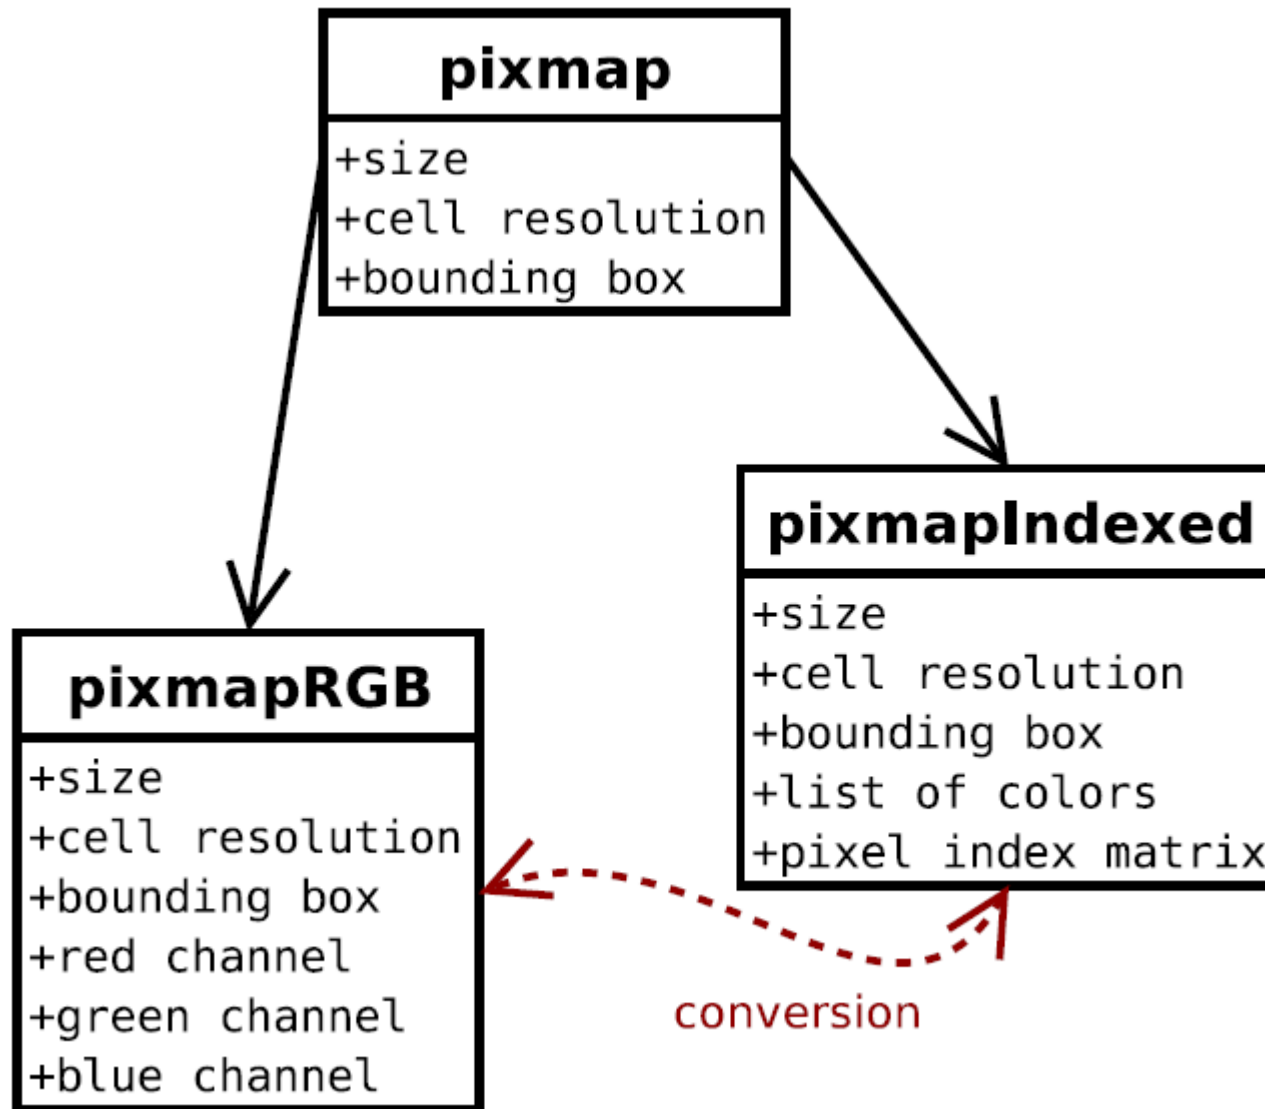 pixmap
+size
+cell resolution
+bounding box
pixmapIndexed
+size
+cell resolution
+bounding box
+list of colors
+pixel index matrix
pixmapRGB
+size
+cell resolution
+bounding box
+red channel
+green channel
+blue channel
conversion